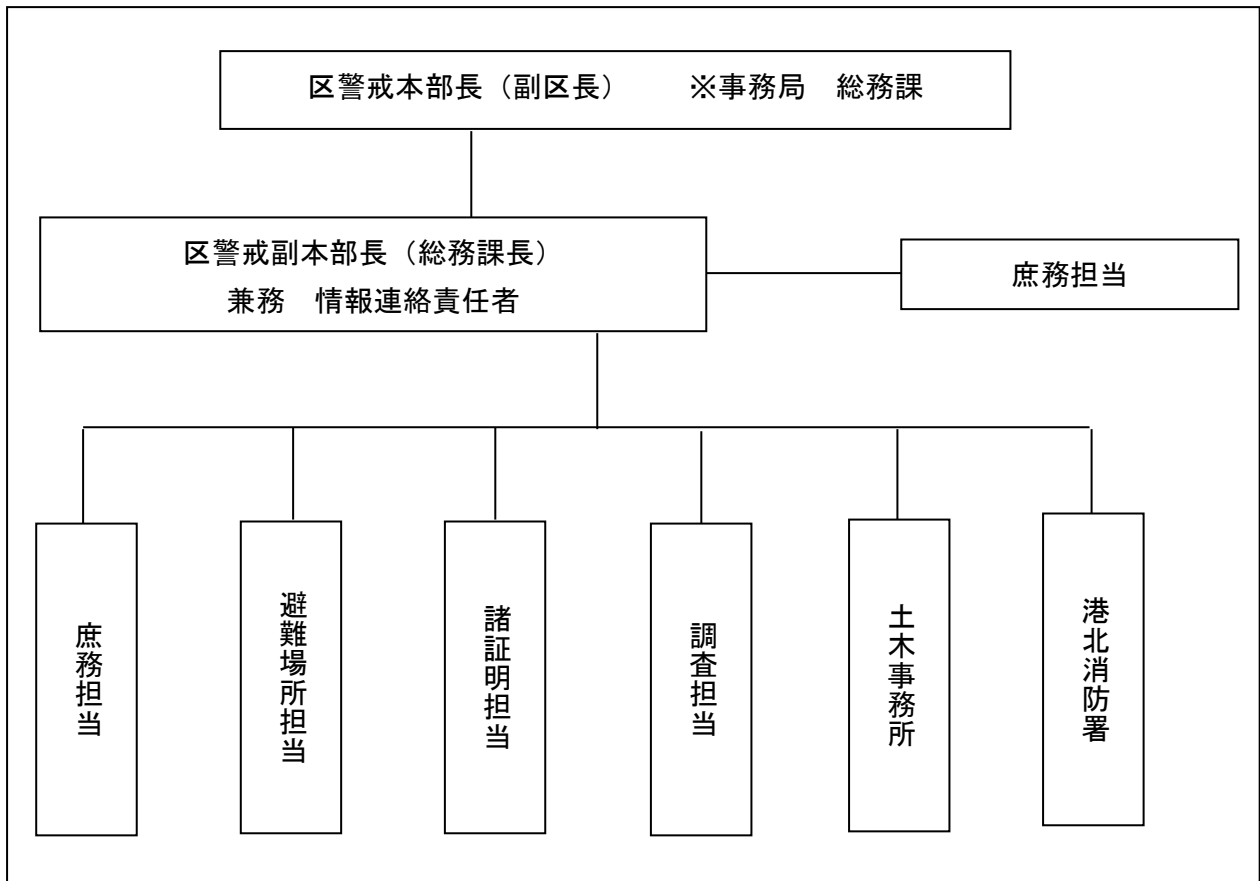 区警戒本部長（副区長）　　※事務局　総務課
区警戒副本部長（総務課長）
兼務　情報連絡責任者
庶務担当
庶務担当
避難場所担当
諸証明担当
調査担当
土木事務所
港北消防署